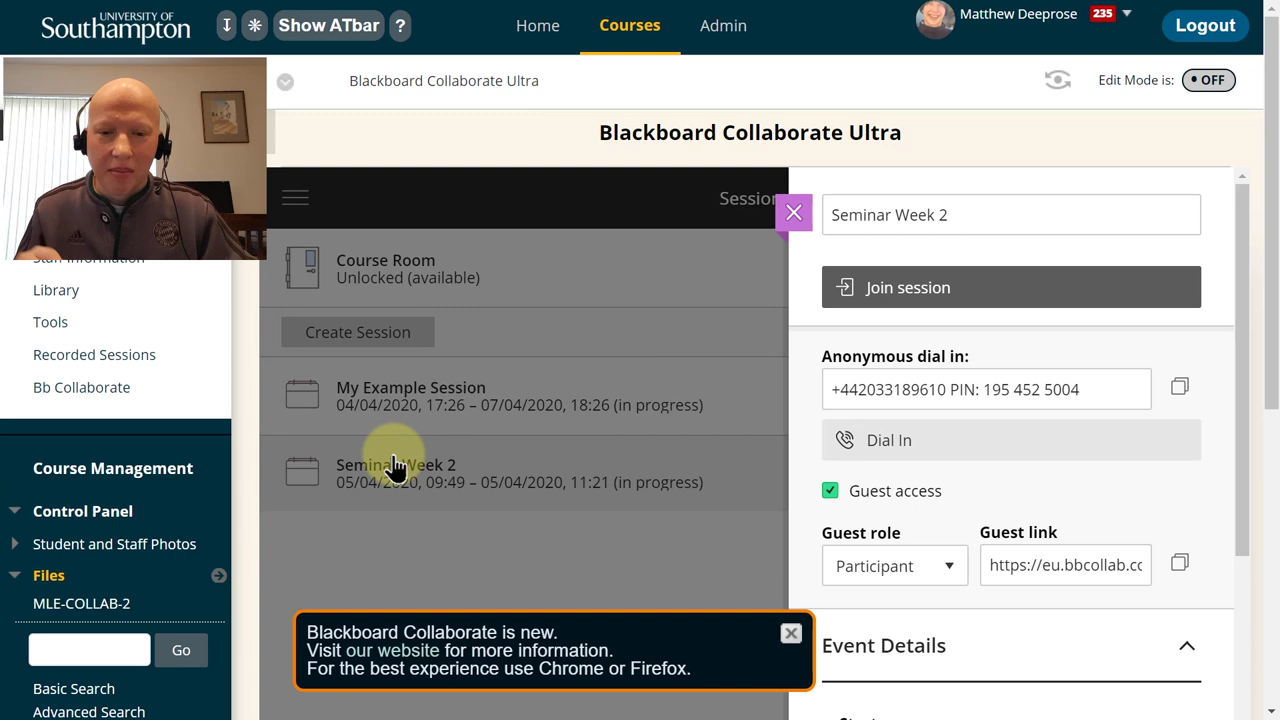 UNIVERSITY OF
Southampton
Show ATbar
?
Home
Courses
Admin
Matthew Deeprose
235
Logout
Blackboard Collaborate Ultra
Edit Mode is:
OFF
Blackboard Collaborate Ultra
Staff Information
Library
Tools
Recorded Sessions
Bb Collaborate
Course Management
Control Panel
Student and Staff Photos
Files
MLE-COLLAB-2
Go
Basic Search
Advanced Search
Course Room
Unlocked (available)
Create Session
My Example Session
04/04/2020, 17:26 – 07/04/2020, 18:26 (in progress)
Seminar Week 2
05/04/2020, 09:49 – 05/04/2020, 11:21 (in progress)
Blackboard Collaborate is new.
Visit our website for more information.
For the best experience use Chrome or Firefox.
Seminar Week 2
Join session
Anonymous dial in:
+442033189610 PIN: 195 452 5004
Dial In
Guest access
Guest role
Guest link
Participant
https://eu.bbcollab.cc
Event Details